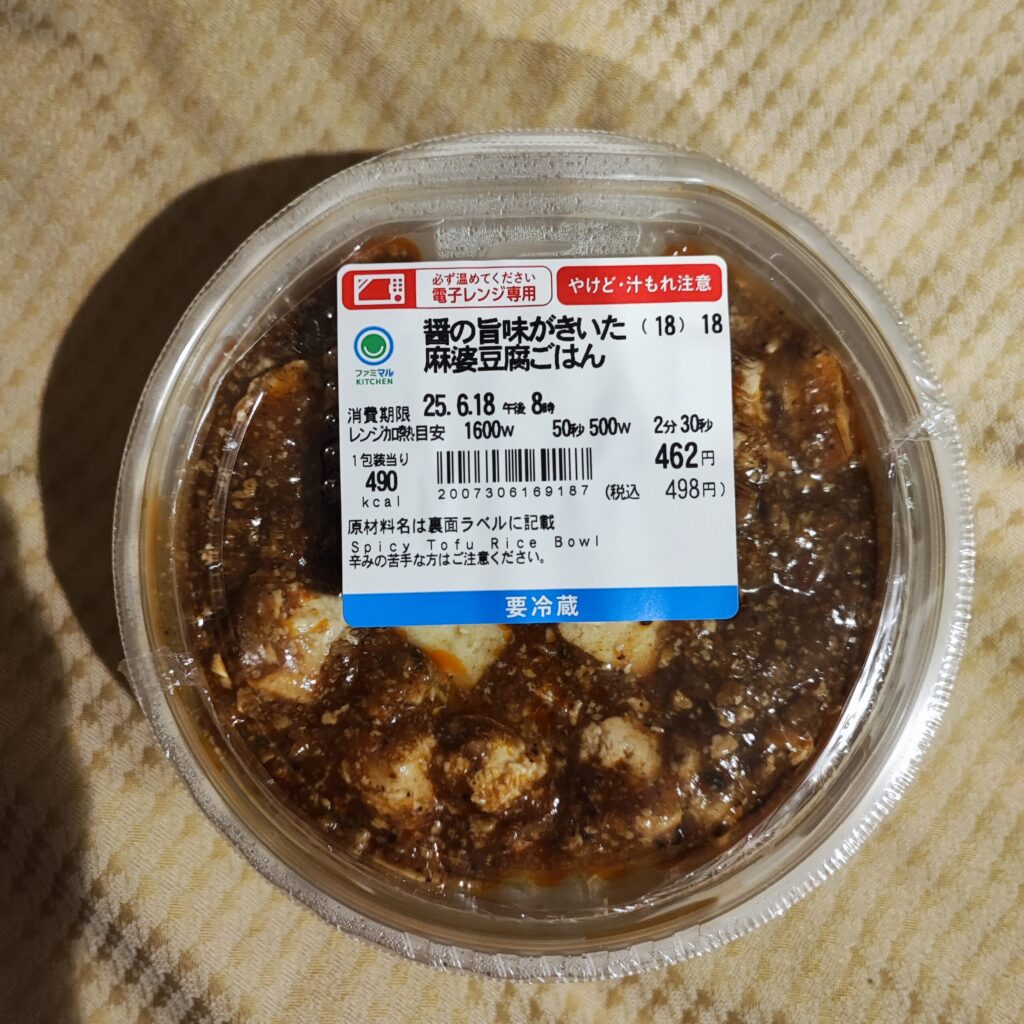 必ず温めてください
電子レンジ専用
やけど・汁もれ注意
醤の旨味がきいた (18) 18
麻婆豆腐ごはん
ファミマル
KITCHEN
消費期限 25. 6.18 午後 8時
レンジ加熱目安 1600W 50秒 500W 2分30秒
1包装当り
490
kcal
462円
2007306169187 (税込 498円)
原材料名は裏面ラベルに記載
Spicy Tofu Rice Bowl
辛みの苦手な方はご注意ください。
要冷蔵